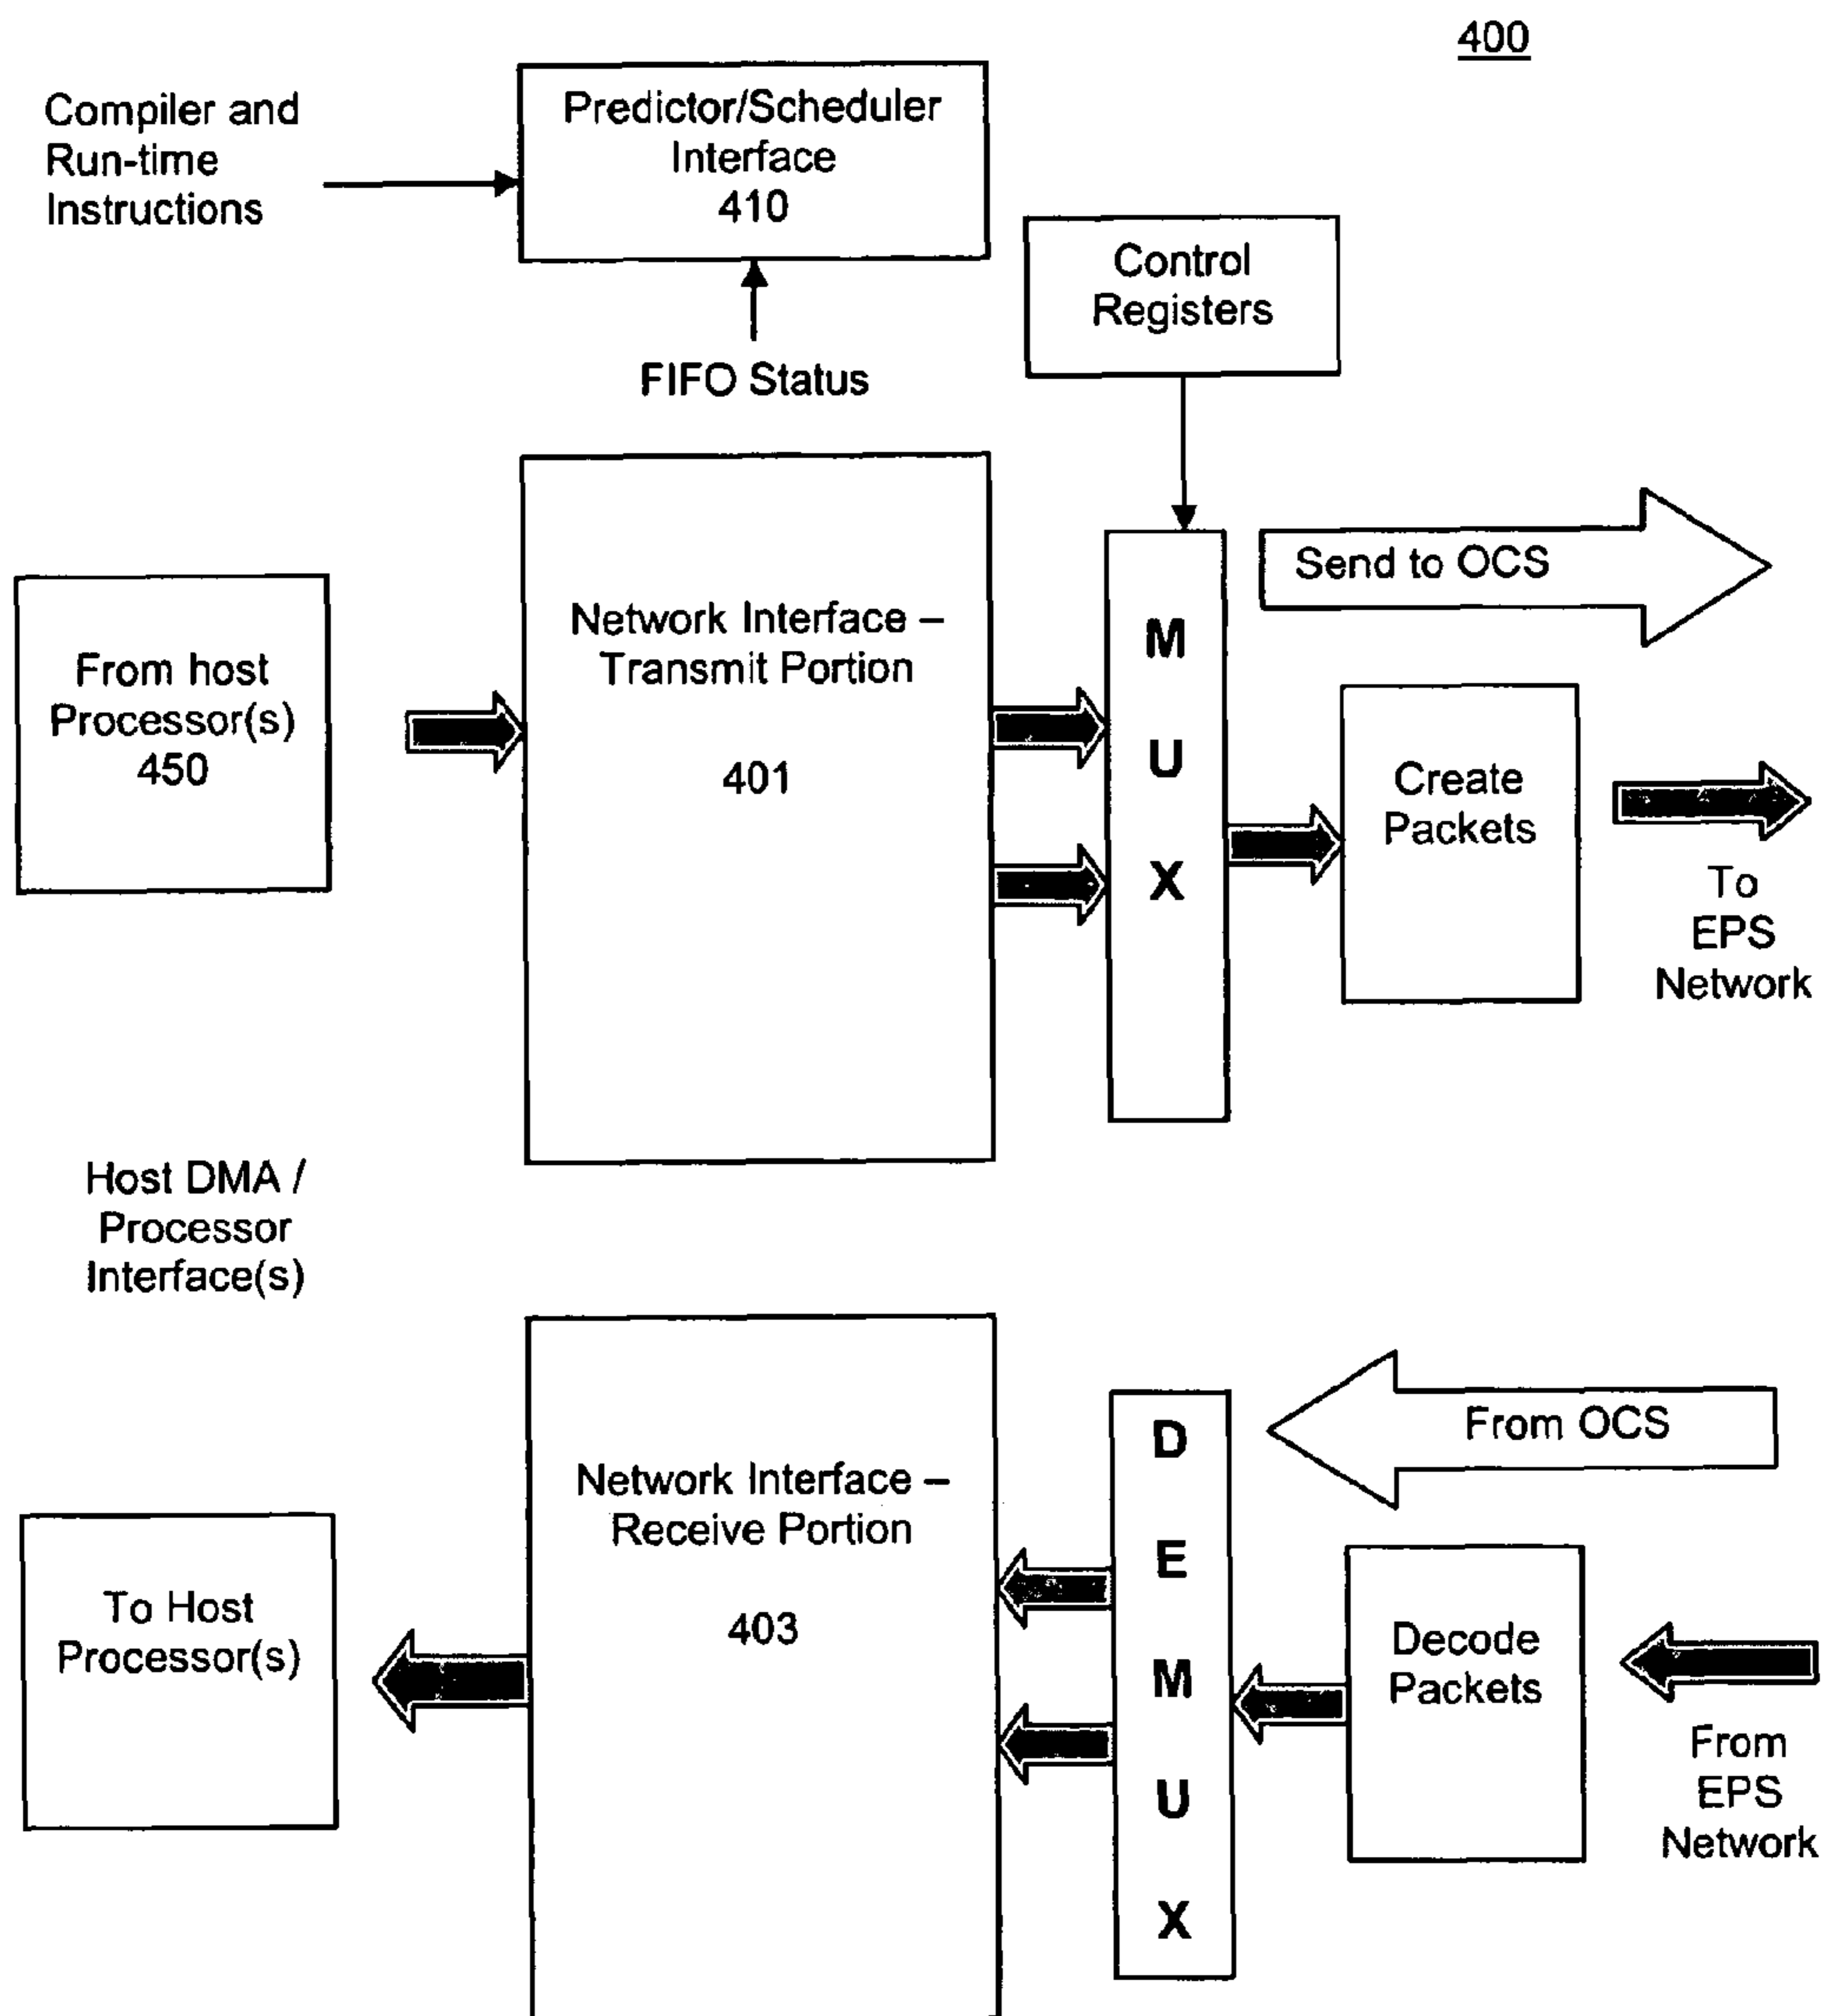 400
Compiler and
Run-time
Instructions
Predictor/Scheduler
Interface
410
Control
Registers
FIFO Status
Send to OCS
Network Interface –
Transmit Portion
401
From host
Processor(s)
450
M
U
X
Create
Packets
To
EPS
Network
Host DMA /
Processor
Interface(s)
From OCS
Network Interface –
Receive Portion
403
To Host
Processor(s)
D
E
M
U
X
Decode
Packets
From
EPS
Network